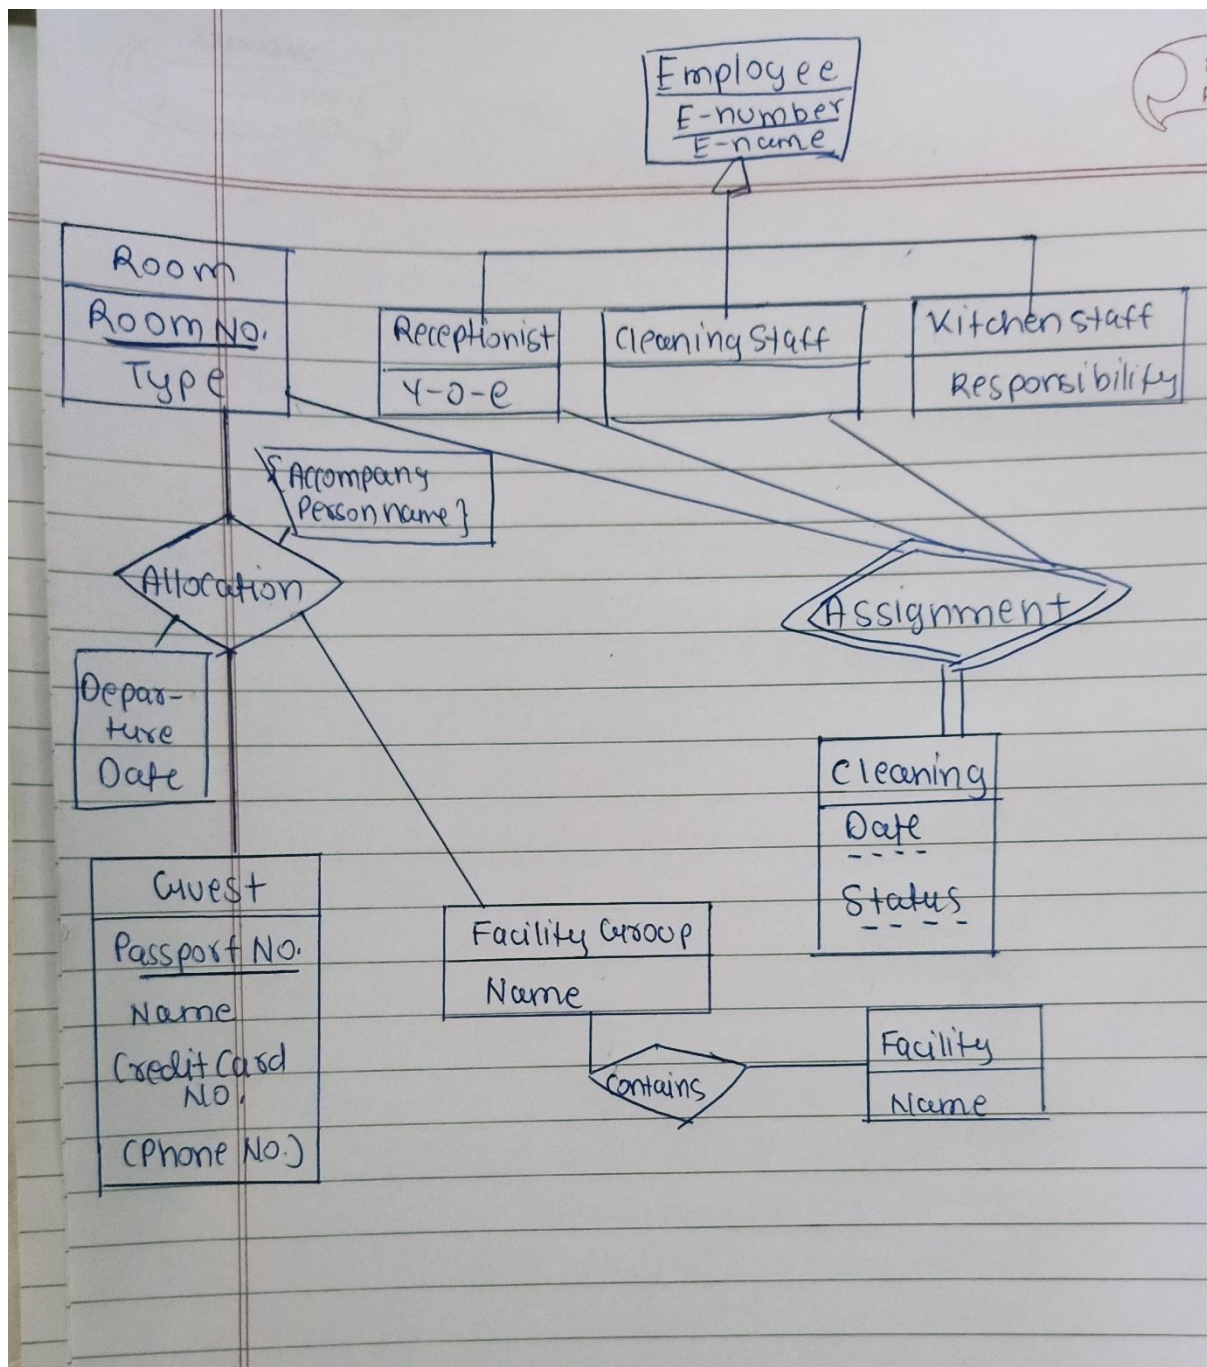 Employee
E-number
E-name
Room
Room No.
Type
Receptionist
Y-O-e
Cleaning Staff
Kitchen staff
Responsibility
{Accompany
Person name}
Allocation
Depar-
ture
Date
Assignment
Cleaning
Date
Status
Guest
Passport No.
Name
Credit Card
NO.
(Phone No.)
Facility Group
Name
Contains
Facility
Name